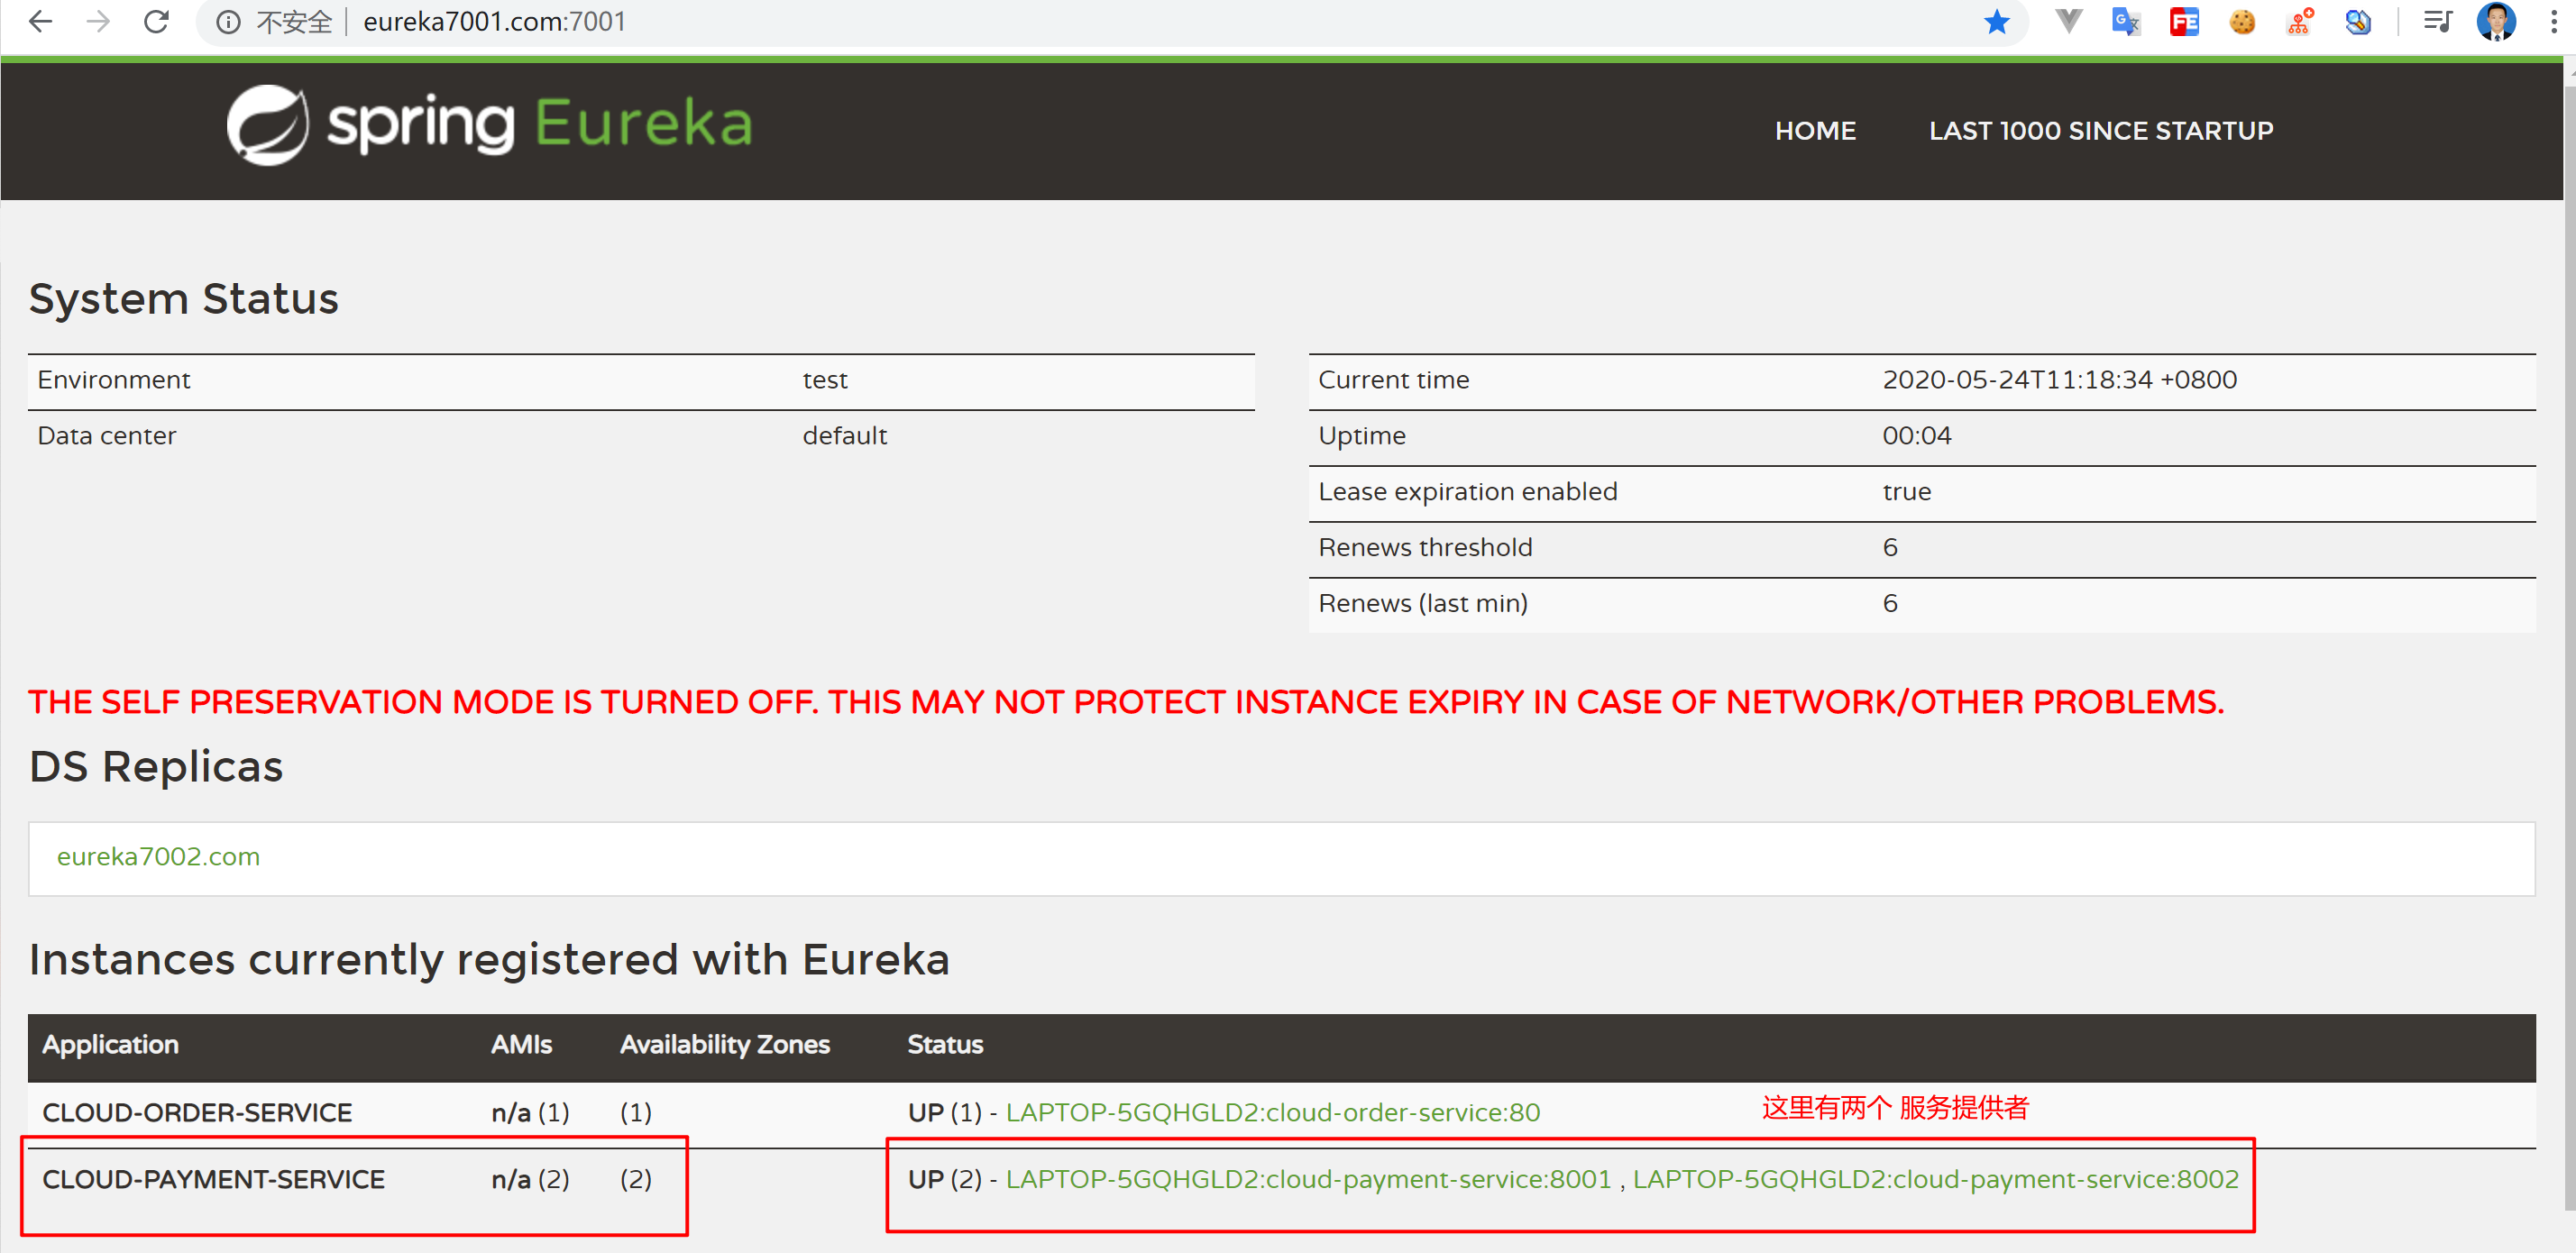 不安全 eureka7001.com:7001
spring Eureka
HOME LAST 1000 SINCE STARTUP
System Status
Environment test
Data center default
Current time 2020-05-24T11:18:34 +0800
Uptime 00:04
Lease expiration enabled true
Renews threshold 6
Renews (last min) 6
THE SELF PRESERVATION MODE IS TURNED OFF. THIS MAY NOT PROTECT INSTANCE EXPIRY IN CASE OF NETWORK/OTHER PROBLEMS.
DS Replicas
eureka7002.com
Instances currently registered with Eureka
Application AMIs Availability Zones Status
CLOUD-ORDER-SERVICE n/a (1) (1) UP (1) - LAPTOP-5GQHGLD2:cloud-order-service:80 这里有两个 服务提供者
CLOUD-PAYMENT-SERVICE n/a (2) (2) UP (2) - LAPTOP-5GQHGLD2:cloud-payment-service:8001 , LAPTOP-5GQHGLD2:cloud-payment-service:8002